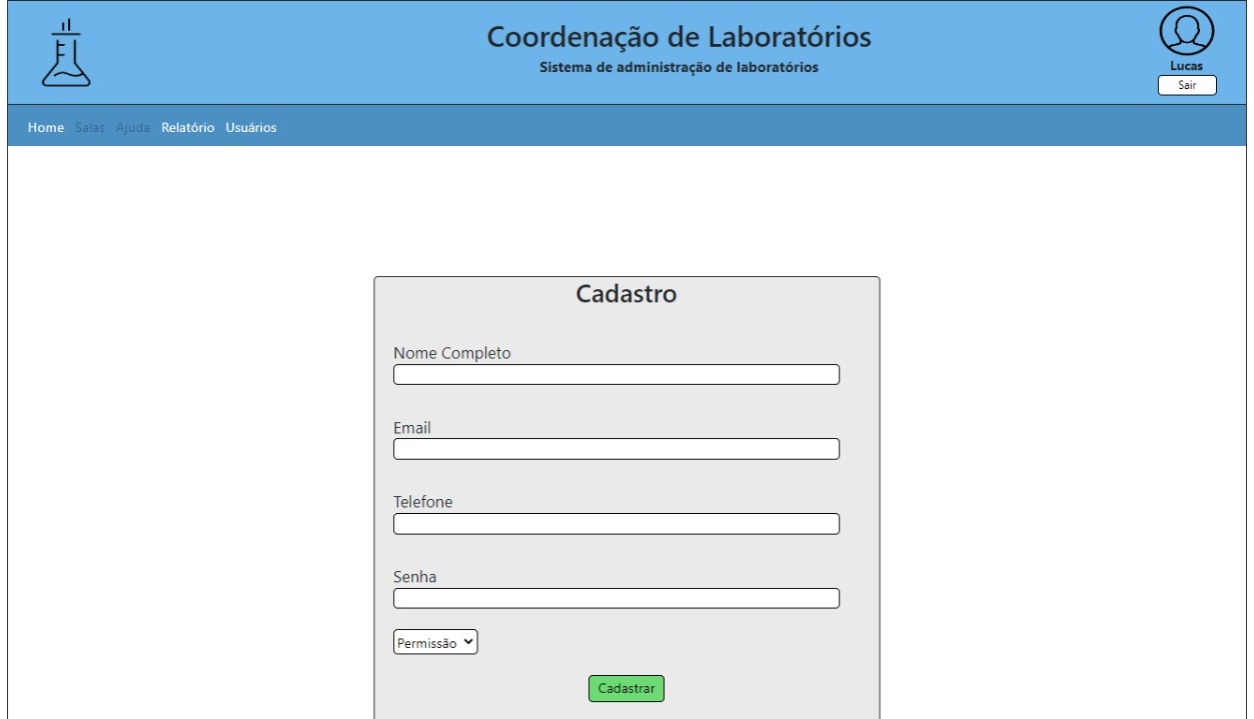 Coordenação de Laboratórios
Sistema de administração de laboratórios
Lucas
Sair
Home Salas Ajuda Relatório Usuários
Cadastro
Nome Completo
Email
Telefone
Senha
Permissão
Cadastrar